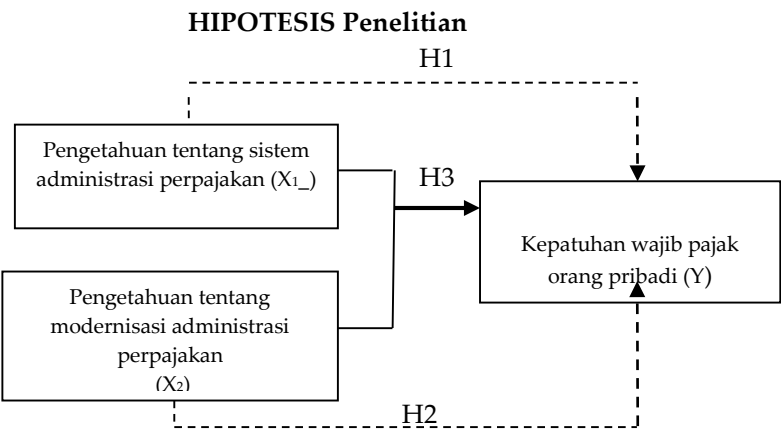 HIPOTESIS Penelitian
H1
Pengetahuan tentang sistem
administrasi perpajakan (X1_)
H3
Kepatuhan wajib pajak
orang pribadi (Y)
Pengetahuan tentang
modernisasi administrasi
perpajakan
(X2)
H2